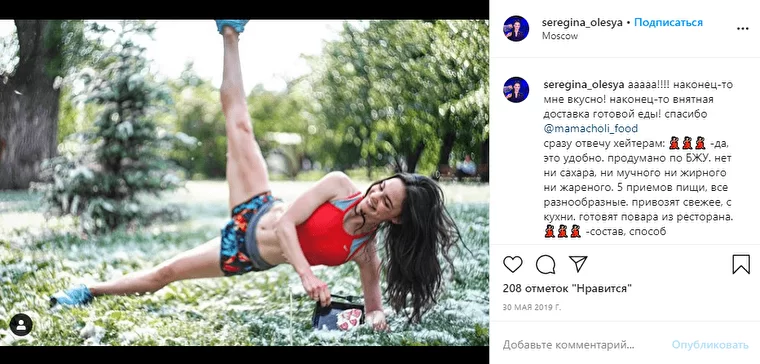 seregina_olesya • Подписаться
Moscow
seregina_olesya ааааа!!!! наконец-то
мне вкусно! наконец-то внятная
доставка готовой еды! спасибо
@mamacholi_food
сразу отвечу хейтерам: 💃💃💃 -да,
это удобно. продумано по БЖУ. нет
ни сахара, ни мучного ни жирного
ни жареного. 5 приемов пищи, все
разнообразные. привозят свежее, с
кухни. готовят повара из ресторана.
💃💃💃 -состав, способ
208 отметок "Нравится"
30 МАЯ 2019 Г.
Добавьте комментарий... Опубликовать